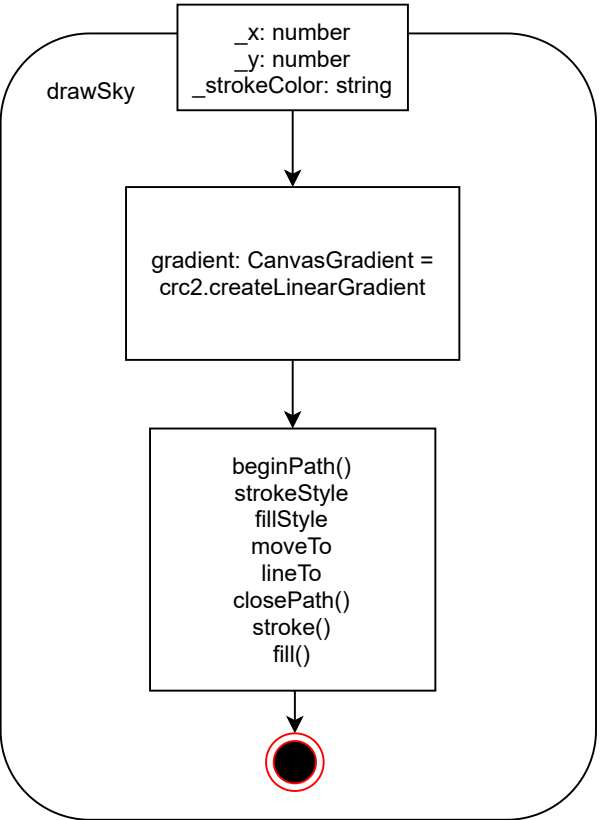 _x: number
_y: number
_strokeColor: string
drawSky
gradient: CanvasGradient =
crc2.createLinearGradient
beginPath()
strokeStyle
fillStyle
moveTo
lineTo
closePath()
stroke()
fill()